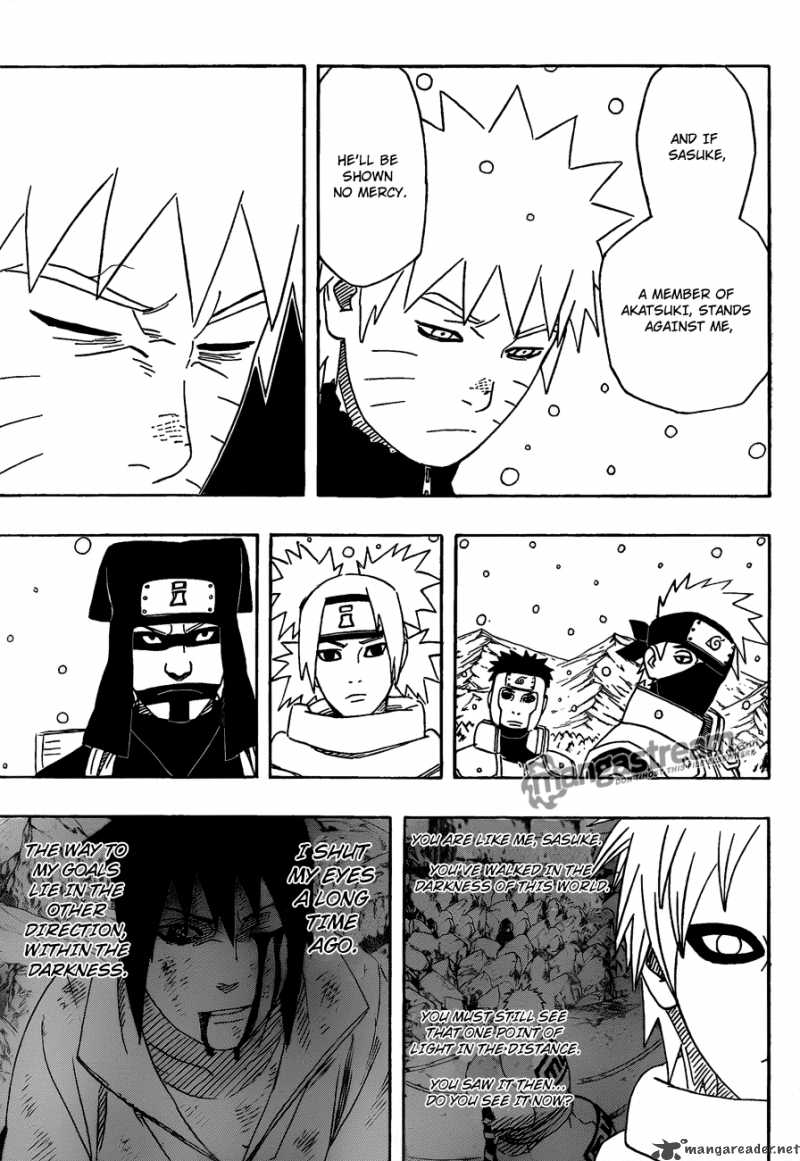 AND IF
SASUKE,
A MEMBER OF
AKATSUKI, STANDS
AGAINST ME,
HE'LL BE
SHOWN
NO MERCY.
mangastream
YOU ARE LIKE ME, SASUKE.
YOU'VE WALKED IN THE
DARKNESS OF THIS WORLD.
YOU MUST STILL SEE
THAT ONE POINT OF
LIGHT IN THE DISTANCE.
YOU SAW IT THEN...
DO YOU SEE IT NOW?
I SHUT
MY EYES
A LONG
TIME
AGO.
THE WAY TO
MY GOALS
LIE IN THE
OTHER
DIRECTION,
WITHIN THE
DARKNESS.
mangareader.net